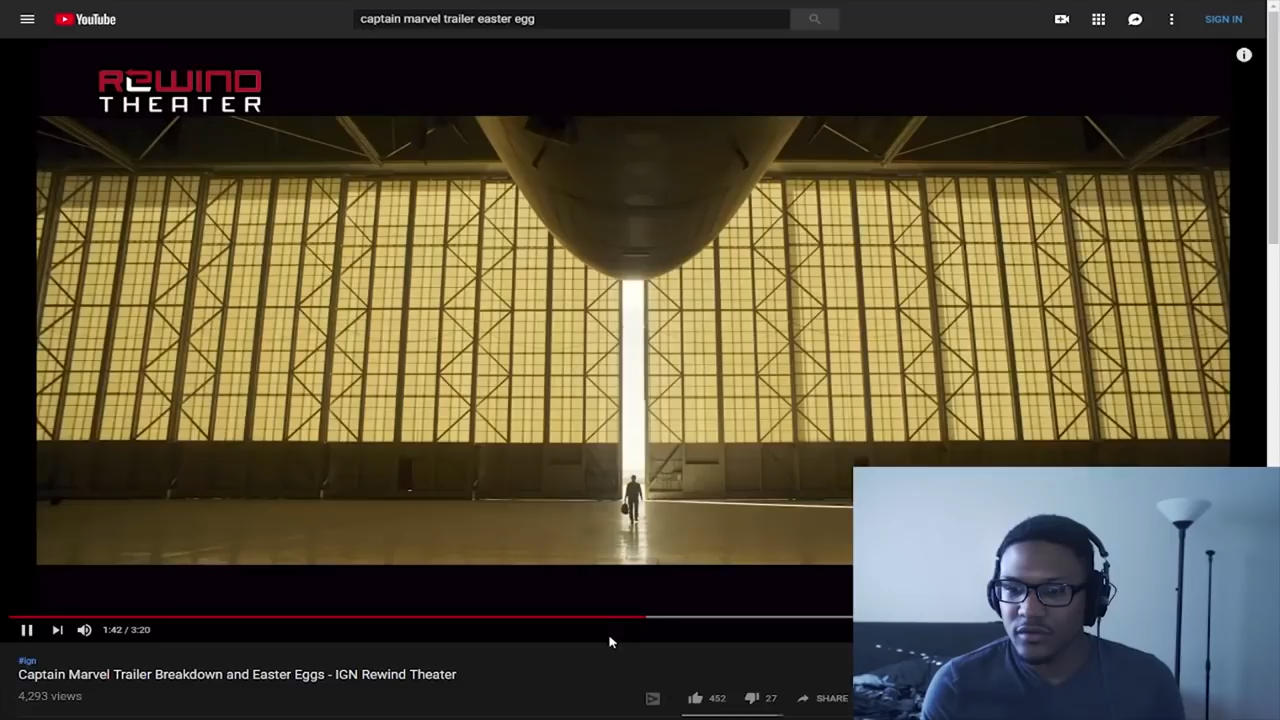 YouTube
captain marvel trailer easter egg
SIGN IN
REWIND
THEATER
1:42 / 3:20
#ign
Captain Marvel Trailer Breakdown and Easter Eggs - IGN Rewind Theater
4,293 views
452
27
SHARE